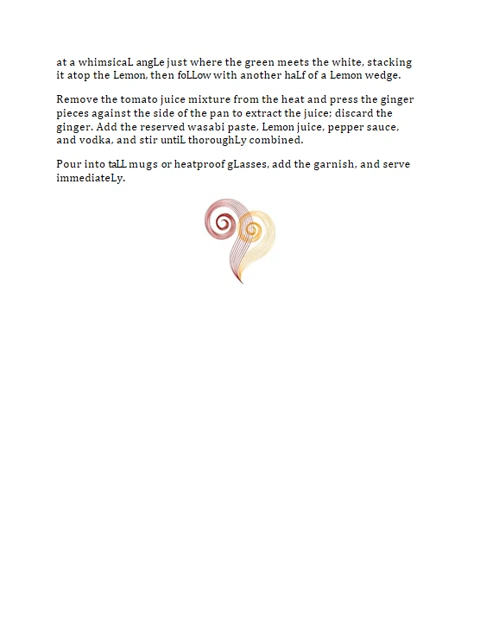 at a whimsicaL angLe just where the green meets the white, stacking
it atop the Lemon, then foLLow with another haLf of a Lemon wedge.
Remove the tomato juice mixture from the heat and press the ginger
pieces against the side of the pan to extract the juice; discard the
ginger. Add the reserved wasabi paste, Lemon juice, pepper sauce,
and vodka, and stir untiL thoroughLy combined.
Pour into taLL mugs or heatproof gLasses, add the garnish, and serve
immediateLy.